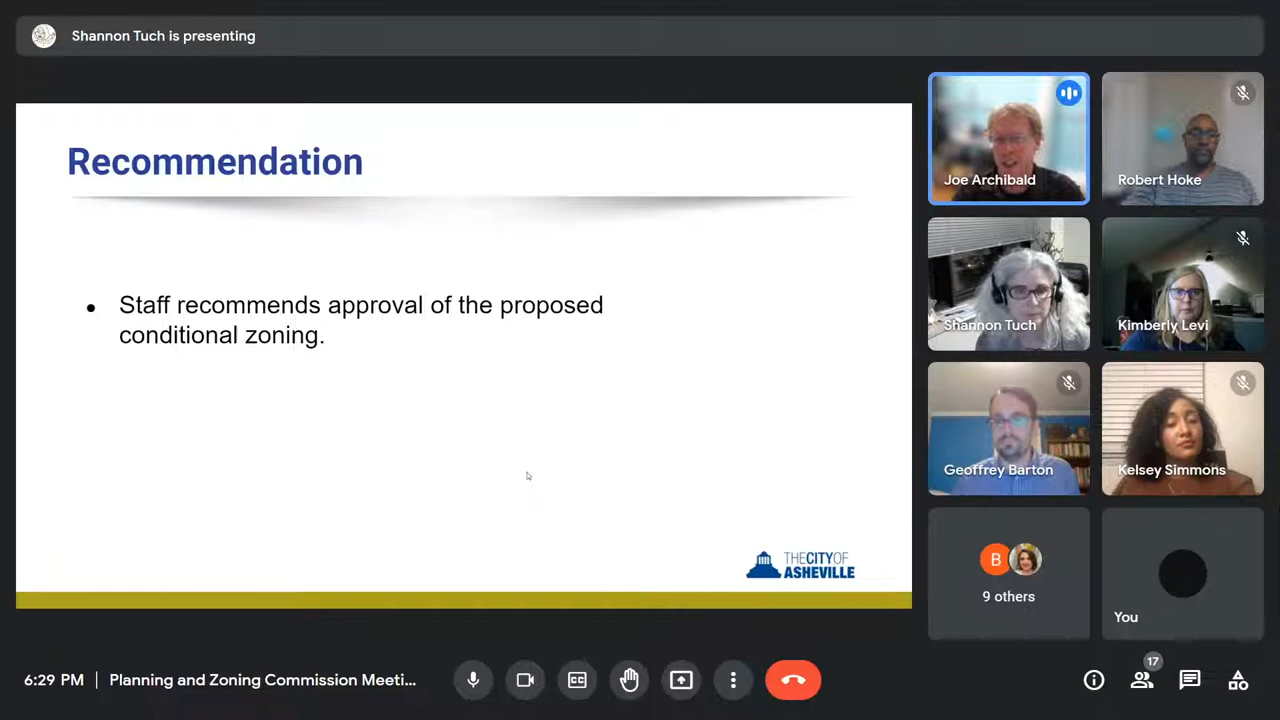 Shannon Tuch is presenting
Recommendation
● Staff recommends approval of the proposed
conditional zoning.
THE CITY OF
ASHEVILLE
Joe Archibald
Robert Hoke
Shannon Tuch
Kimberly Levi
Geoffrey Barton
Kelsey Simmons
B
9 others
You
6:29 PM | Planning and Zoning Commission Meeti...
17